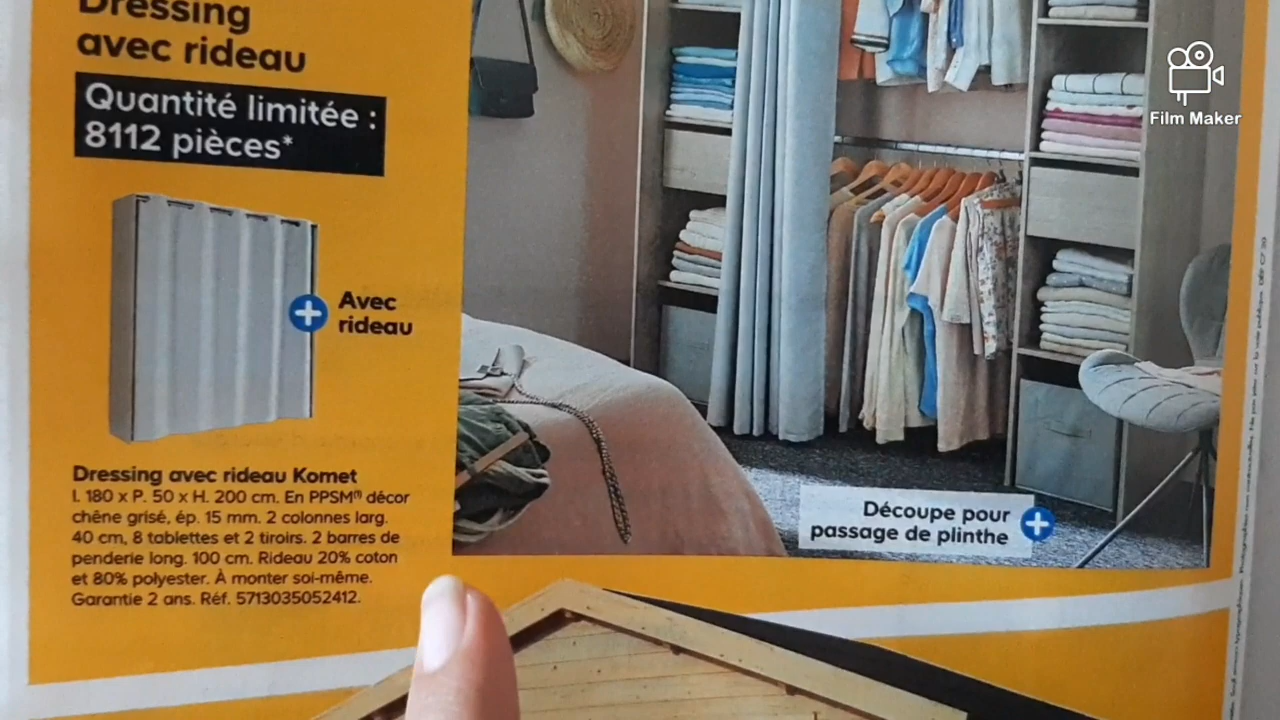 Dressing
avec rideau
Quantité limitée :
8112 pièces*
Avec
rideau
Dressing avec rideau Komet
l. 180 x P. 50 x H. 200 cm. En PPSM(1) décor
chêne grisé, ép. 15 mm. 2 colonnes larg.
40 cm, 8 tablettes et 2 tiroirs. 2 barres de
penderie long. 100 cm. Rideau 20% coton
et 80% polyester. À monter soi-même.
Garantie 2 ans. Réf. 5713035052412.
Découpe pour
passage de plinthe
Film Maker